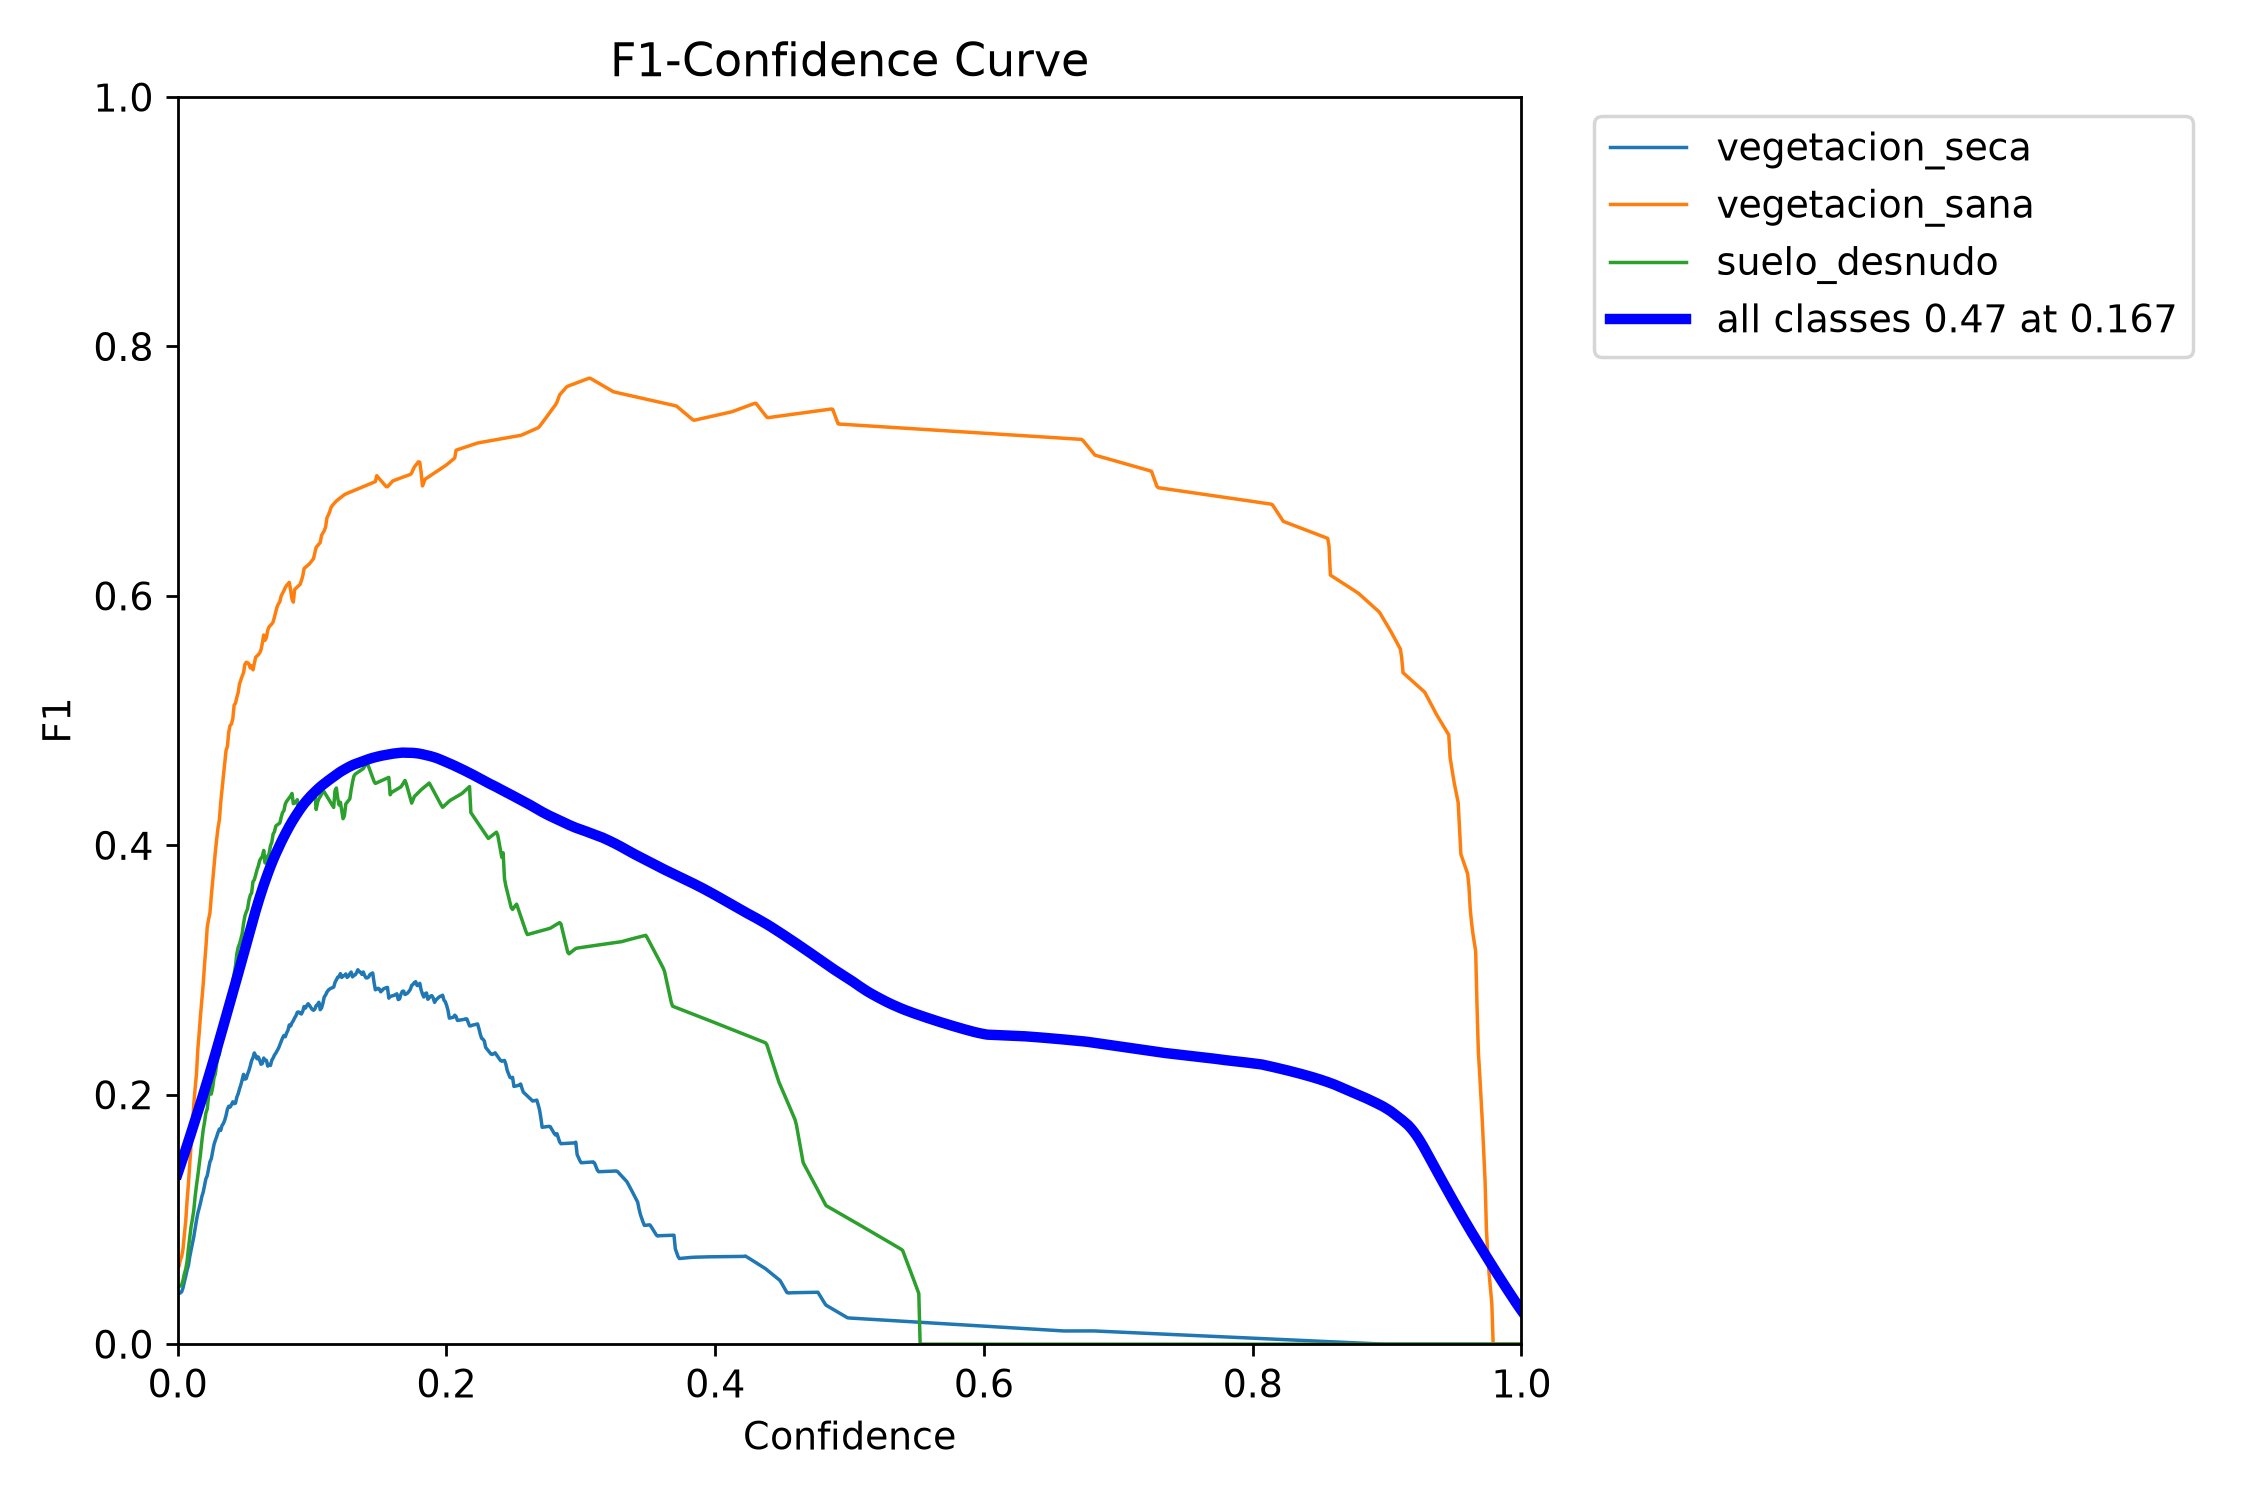 F1-Confidence Curve
1.0
0.8
0.6
0.4
0.2
0.0
F1
0.0 0.2 0.4 0.6 0.8 1.0
Confidence
vegetacion_seca
vegetacion_sana
suelo_desnudo
all classes 0.47 at 0.167